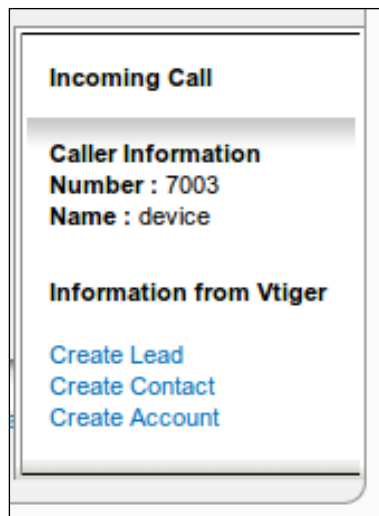 Incoming Call
Caller Information
Number : 7003
Name : device
Information from Vtiger
Create Lead
Create Contact
Create Account